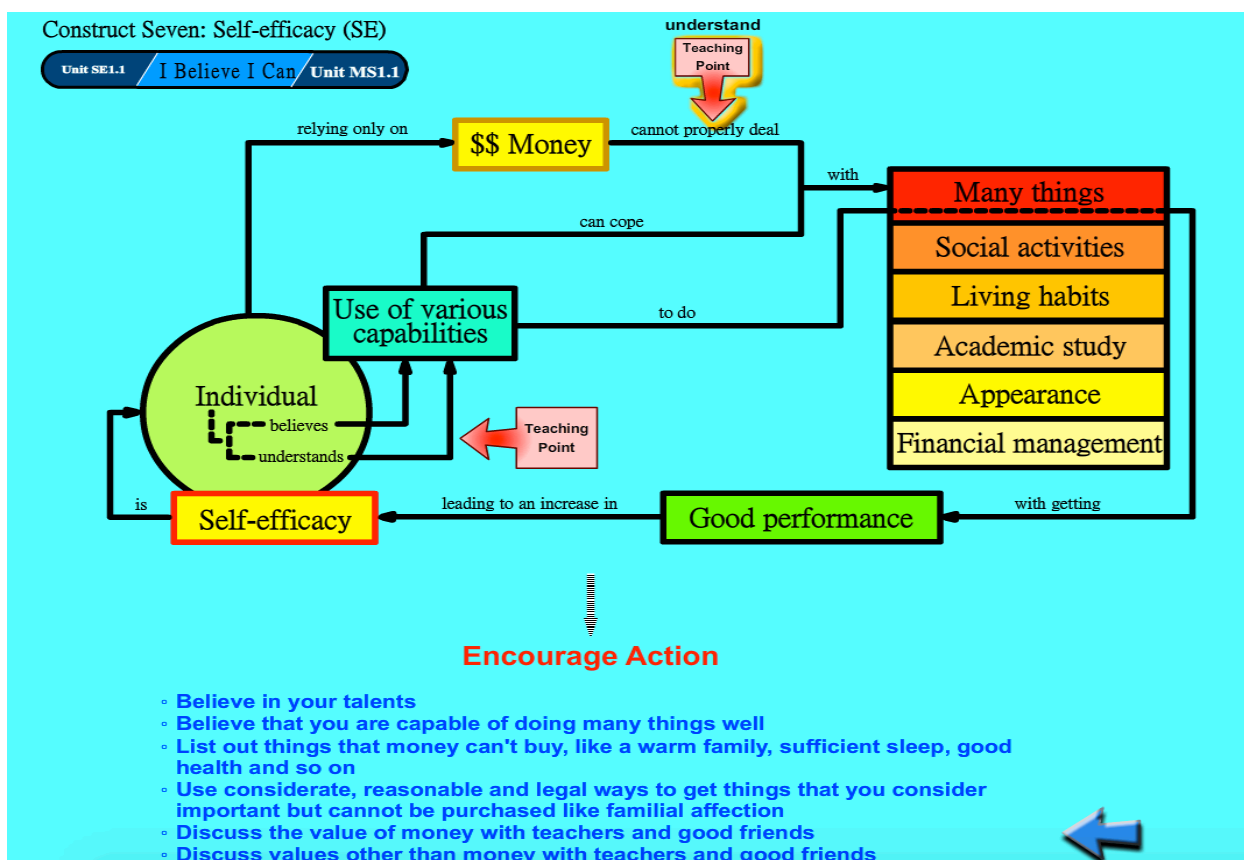 Construct Seven: Self-efficacy (SE)
Unit SE1.1 I Believe I Can Unit MS1.1
understand
Teaching
Point
relying only on
$$ Money
cannot properly deal
with
Many things
can cope
Social activities
Living habits
Use of various
capabilities
to do
Academic study
Individual
Appearance
believes
understands
Teaching
Point
Financial management
is
Self-efficacy
leading to an increase in
Good performance
with getting
Encourage Action
▫ Believe in your talents
▫ Believe that you are capable of doing many things well
▫ List out things that money can't buy, like a warm family, sufficient sleep, good
health and so on
▫ Use considerate, reasonable and legal ways to get things that you consider
important but cannot be purchased like familial affection
▫ Discuss the value of money with teachers and good friends
▫ Discuss values other than money with teachers and good friends